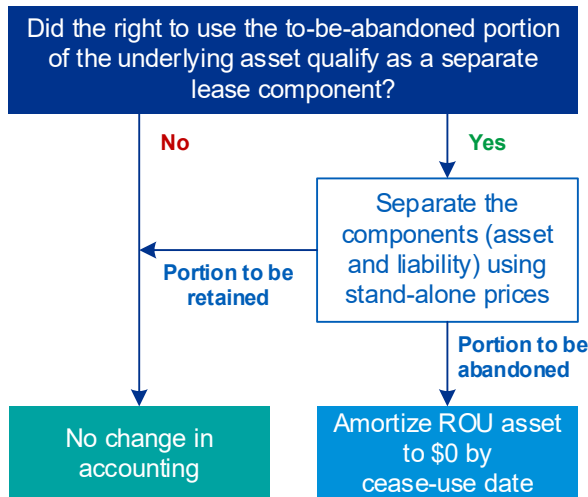 Did the right to use the to-be-abandoned portion
of the underlying asset qualify as a separate
lease component?
No
Yes
Separate the
components (asset
and liability) using
stand-alone prices
Portion to be
retained
Portion to be
abandoned
No change in
accounting
Amortize ROU asset
to $0 by
cease-use date